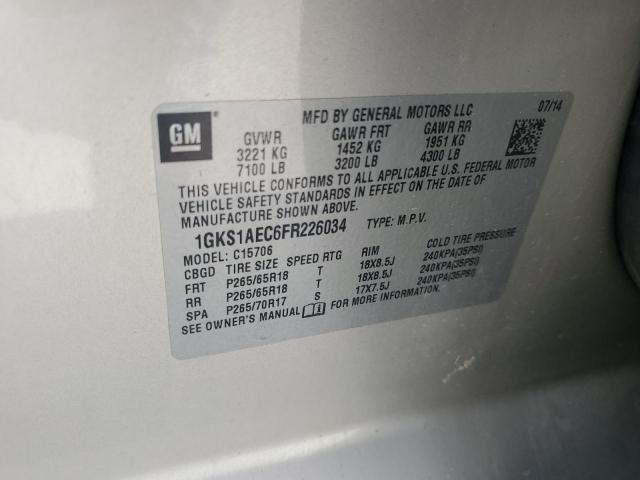 GM
MFD BY GENERAL MOTORS LLC 07/14
GVWR GAWR FRT GAWR RR
3221 KG 1452 KG 1951 KG
7100 LB 3200 LB 4300 LB
THIS VEHICLE CONFORMS TO ALL APPLICABLE U.S. FEDERAL MOTOR
VEHICLE SAFETY STANDARDS IN EFFECT ON THE DATE OF
MANUFACTURE SHOWN ABOVE.
1GKS1AEC6FR226034 TYPE: M.P.V.
MODEL: C15706
CBGD TIRE SIZE SPEED RTG RIM COLD TIRE PRESSURE
FRT P265/65R18 T 18X8.5J 240KPA(35PSI)
RR P265/65R18 T 18X8.5J 240KPA(35PSI)
SPA P265/70R17 S 17X7.5J 240KPA(35PSI)
SEE OWNER'S MANUAL FOR MORE INFORMATION.